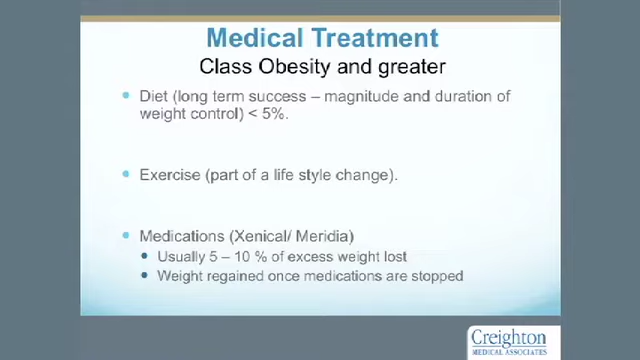 Medical Treatment
Class Obesity and greater
Diet (long term success – magnitude and duration of
weight control) < 5%.
Exercise (part of a life style change).
Medications (Xenical/ Meridia)
Usually 5 – 10 % of excess weight lost
Weight regained once medications are stopped
Creighton
MEDICAL ASSOCIATES